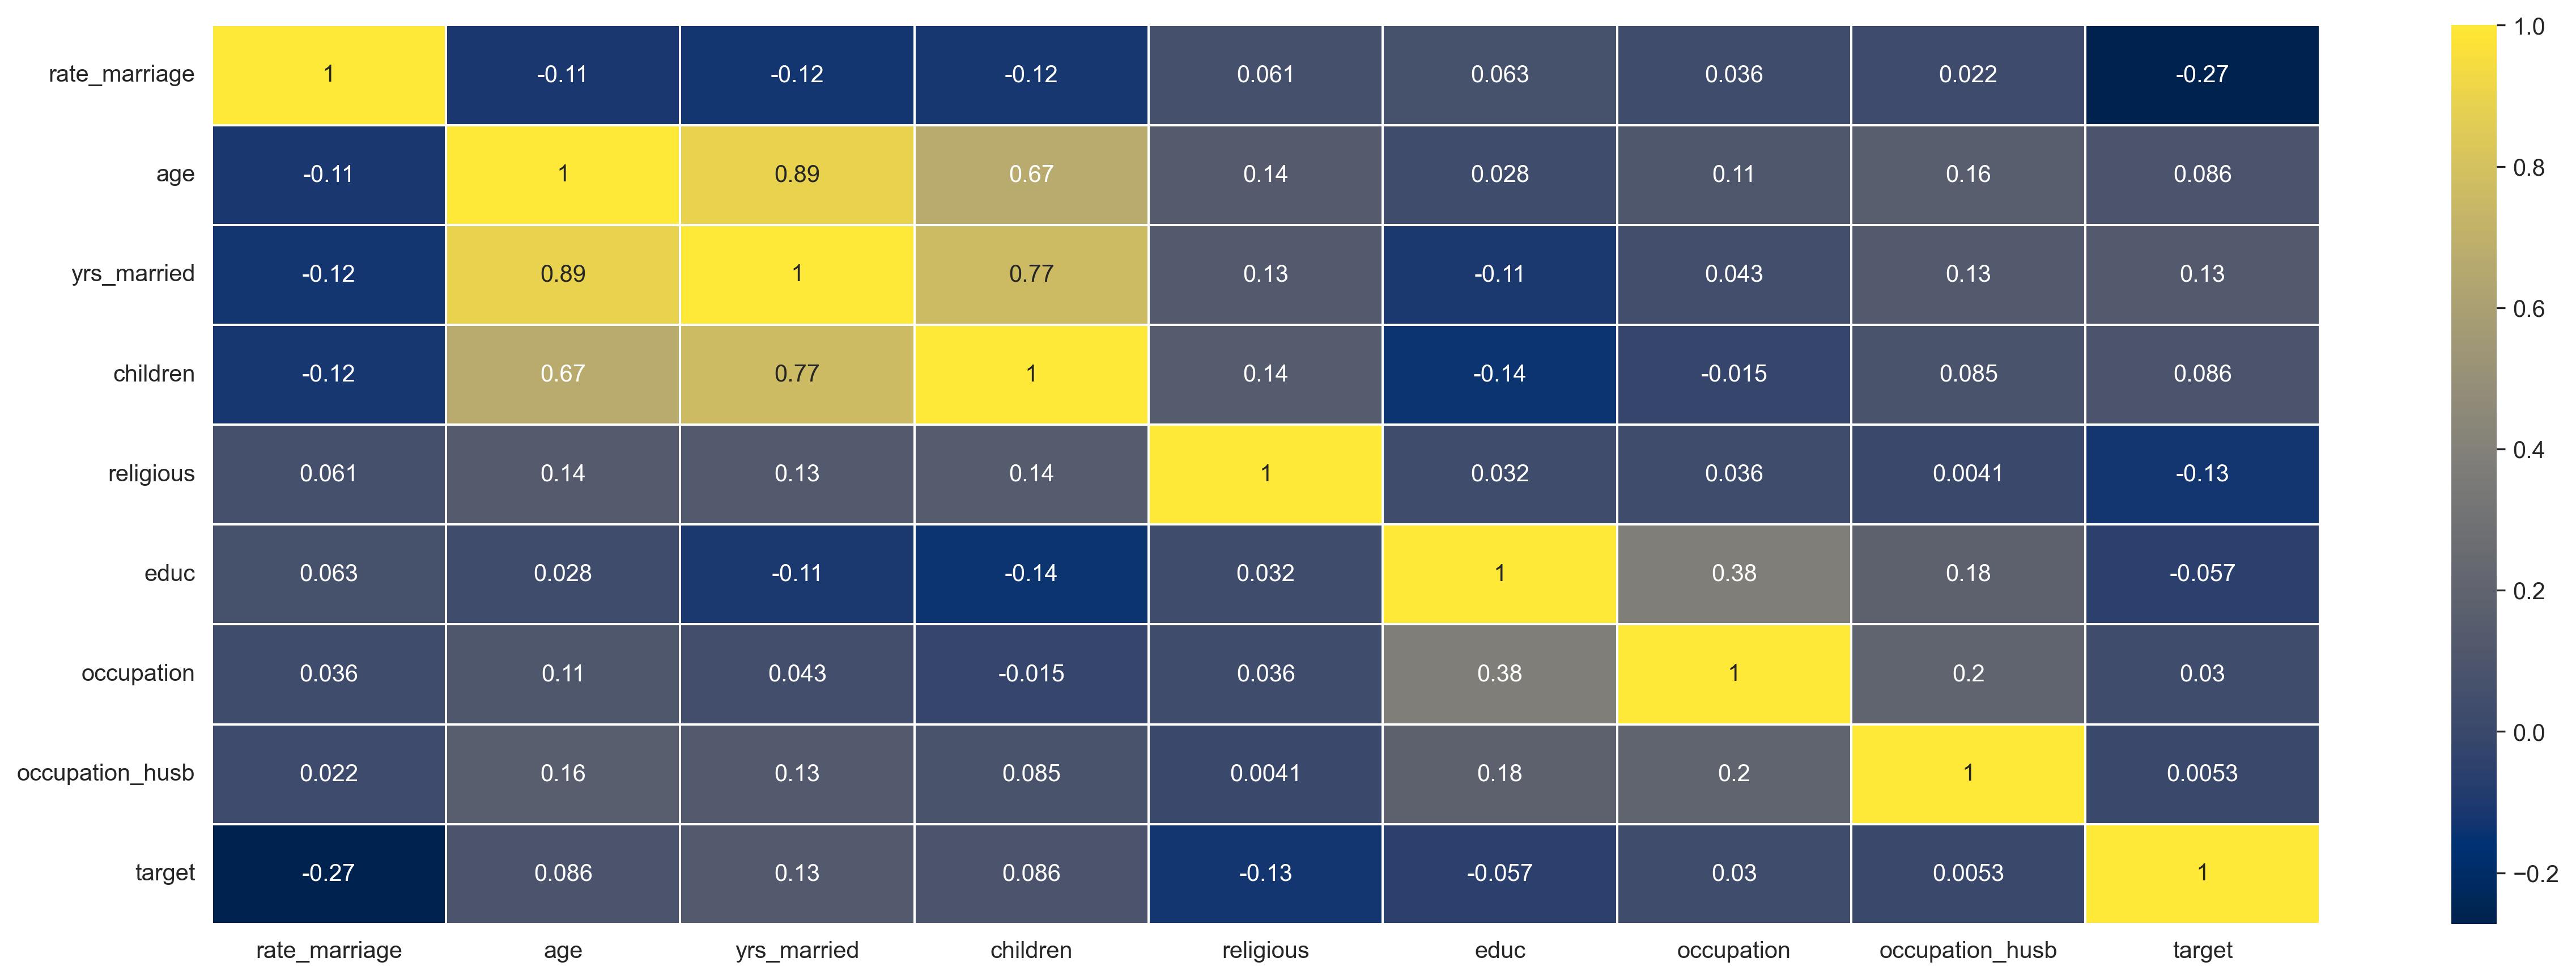 rate_marriage 1 -0.11 -0.12 -0.12 0.061 0.063 0.036 0.022 -0.27
age -0.11 1 0.89 0.67 0.14 0.028 0.11 0.16 0.086
yrs_married -0.12 0.89 1 0.77 0.13 -0.11 0.043 0.13 0.13
children -0.12 0.67 0.77 1 0.14 -0.14 -0.015 0.085 0.086
religious 0.061 0.14 0.13 0.14 1 0.032 0.036 0.0041 -0.13
educ 0.063 0.028 -0.11 -0.14 0.032 1 0.38 0.18 -0.057
occupation 0.036 0.11 0.043 -0.015 0.036 0.38 1 0.2 0.03
occupation_husb 0.022 0.16 0.13 0.085 0.0041 0.18 0.2 1 0.0053
target -0.27 0.086 0.13 0.086 -0.13 -0.057 0.03 0.0053 1
rate_marriage age yrs_married children religious educ occupation occupation_husb target
1.0
0.8
0.6
0.4
0.2
0.0
−0.2